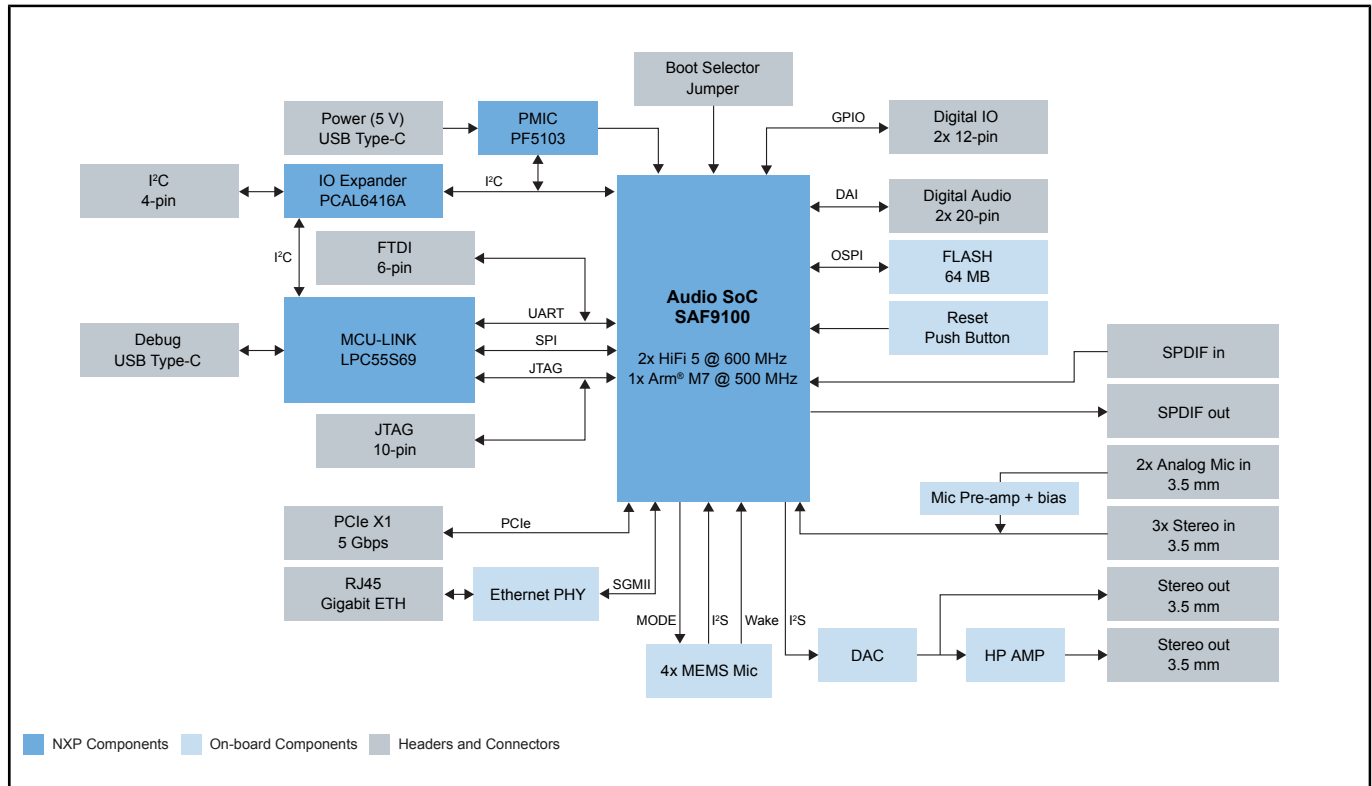 Boot Selector
Jumper
Power (5 V)
USB Type-C
PMIC
PF5103
GPIO
Digital IO
2x 12-pin
I²C
4-pin
IO Expander
PCAL6416A
I²C
DAI
Digital Audio
2x 20-pin
I²C
FTDI
6-pin
OSPI
FLASH
64 MB
Audio SoC
SAF9100
2x HiFi 5 @ 600 MHz
1x Arm® M7 @ 500 MHz
Reset
Push Button
Debug
USB Type-C
MCU-LINK
LPC55S69
UART
SPI
JTAG
SPDIF in
SPDIF out
JTAG
10-pin
2x Analog Mic in
3.5 mm
Mic Pre-amp + bias
PCIe X1
5 Gbps
PCIe
3x Stereo in
3.5 mm
RJ45
Gigabit ETH
Ethernet PHY
SGMII
Stereo out
3.5 mm
MODE
I²S
Wake
I²S
4x MEMS Mic
DAC
HP AMP
Stereo out
3.5 mm
NXP Components
On-board Components
Headers and Connectors